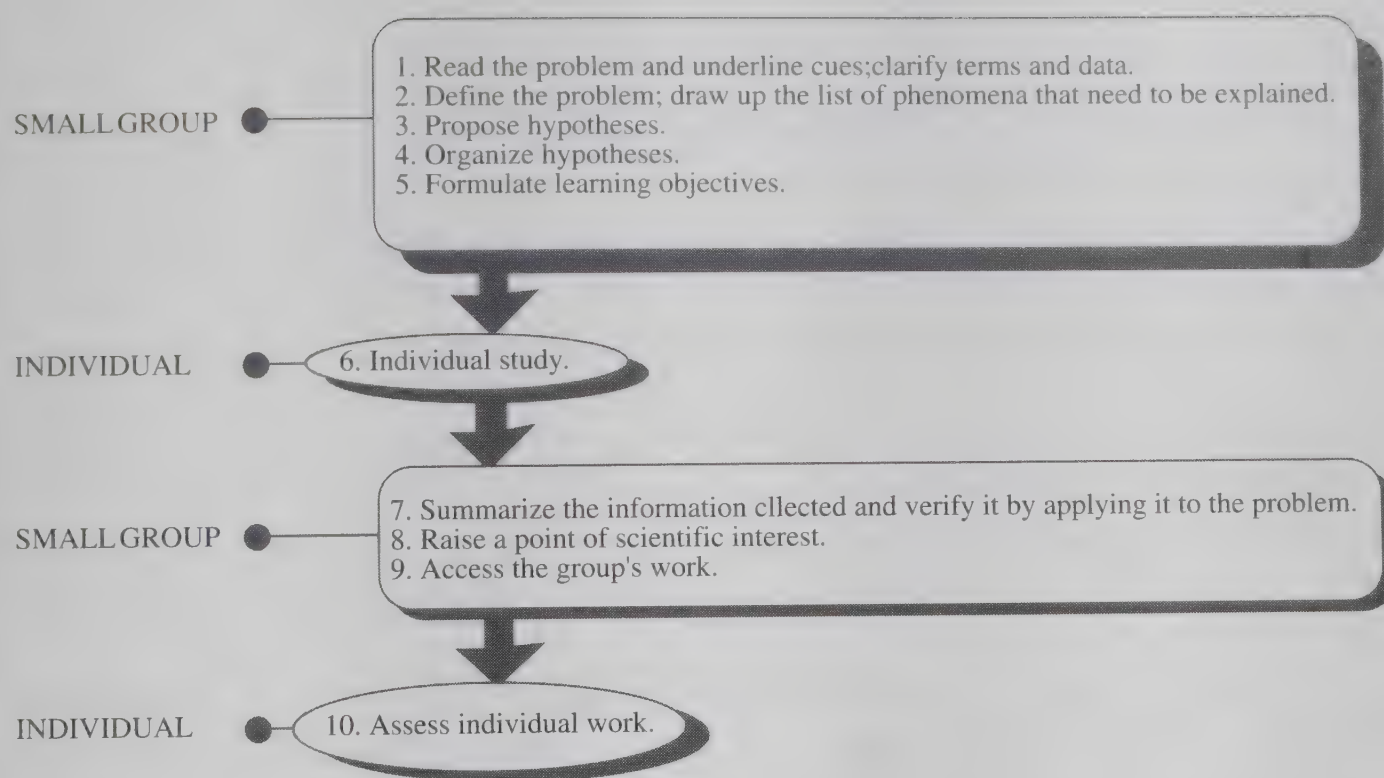 SMALL GROUP
1. Read the problem and underline cues;clarify terms and data.
2. Define the problem; draw up the list of phenomena that need to be explained.
3. Propose hypotheses.
4. Organize hypotheses.
5. Formulate learning objectives.
INDIVIDUAL
6. Individual study.
SMALL GROUP
7. Summarize the information cllected and verify it by applying it to the problem.
8. Raise a point of scientific interest.
9. Access the group's work.
INDIVIDUAL
10. Assess individual work.